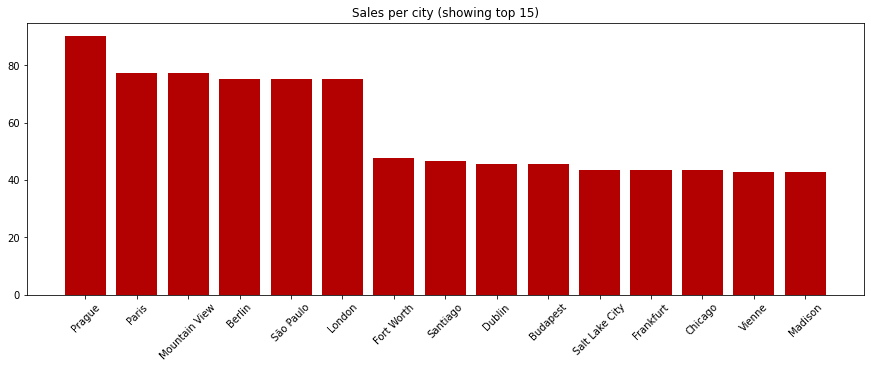 Sales per city (showing top 15)
80
60
40
20
0
Prague
Paris
Mountain View
Berlin
São Paulo
London
Fort Worth
Santiago
Dublin
Budapest
Salt Lake City
Frankfurt
Chicago
Vienne
Madison